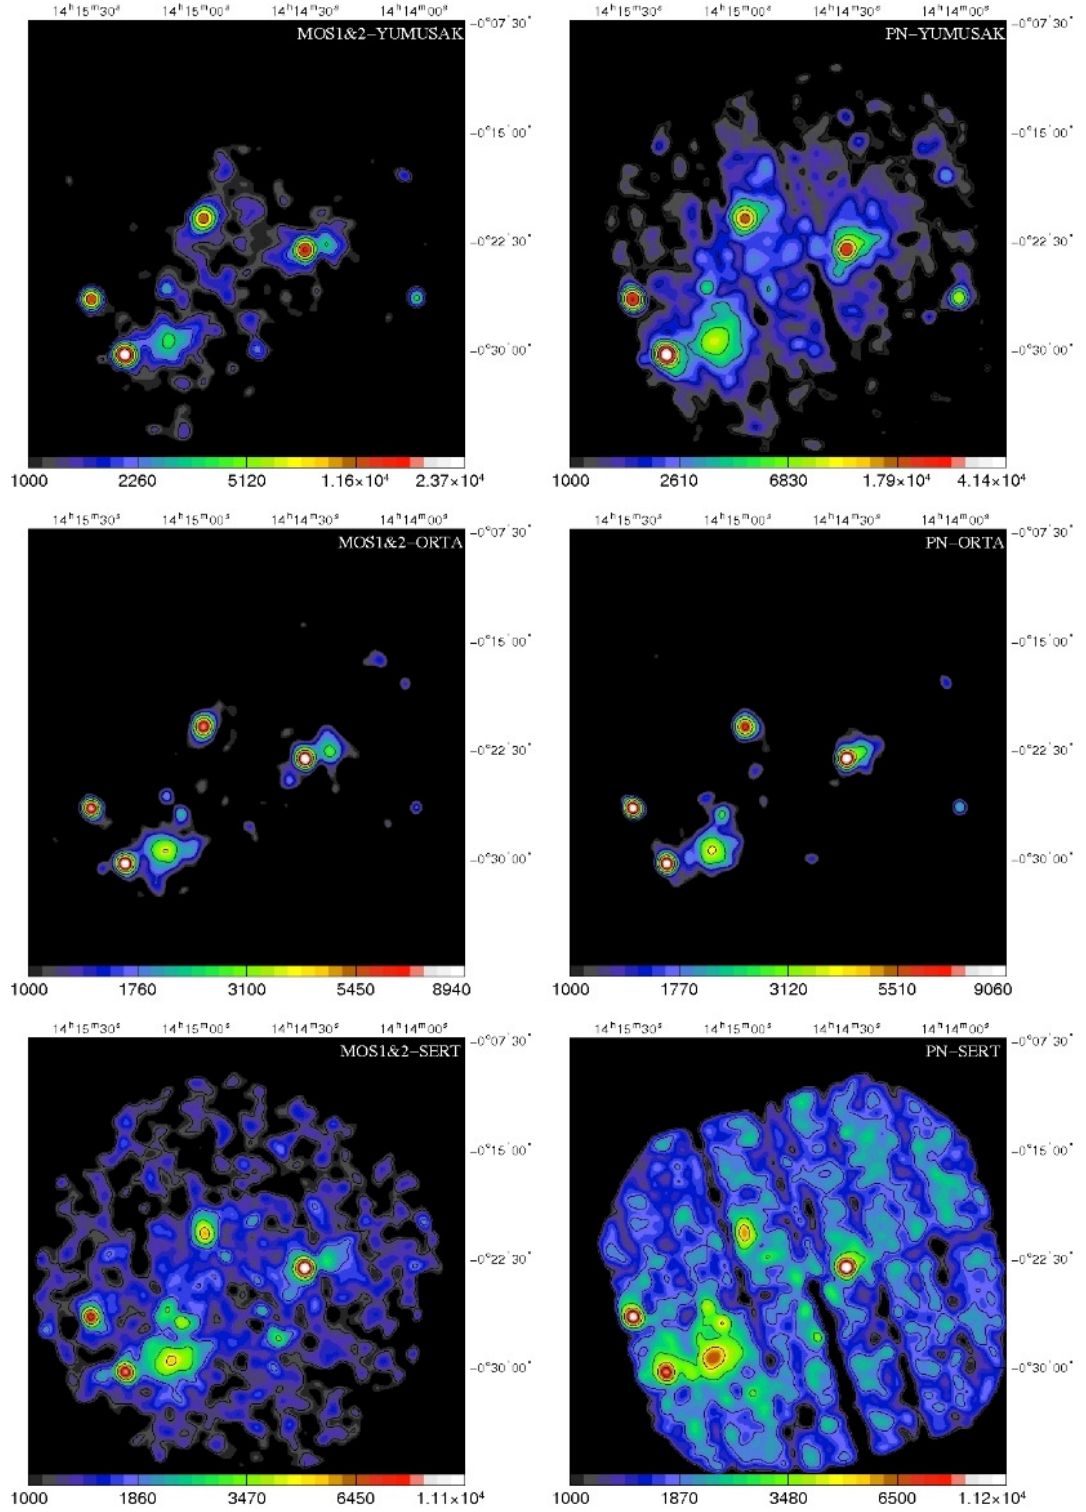 14ʰ15ᵐ30ˢ 14ʰ15ᵐ00ˢ 14ʰ14ᵐ30ˢ 14ʰ14ᵐ00ˢ
MOS1&2-YUMUSAK
-0°07'30"
-0°15'00"
-0°22'30"
-0°30'00"
1000 2260 5120 1.16×10⁴ 2.37×10⁴
14ʰ15ᵐ30ˢ 14ʰ15ᵐ00ˢ 14ʰ14ᵐ30ˢ 14ʰ14ᵐ00ˢ
PN-YUMUSAK
-0°07'30"
-0°15'00"
-0°22'30"
-0°30'00"
1000 2610 6830 1.79×10⁴ 4.14×10⁴
14ʰ15ᵐ30ˢ 14ʰ15ᵐ00ˢ 14ʰ14ᵐ30ˢ 14ʰ14ᵐ00ˢ
MOS1&2-ORTA
-0°07'30"
-0°15'00"
-0°22'30"
-0°30'00"
1000 1760 3100 5450 8940
14ʰ15ᵐ30ˢ 14ʰ15ᵐ00ˢ 14ʰ14ᵐ30ˢ 14ʰ14ᵐ00ˢ
PN-ORTA
-0°07'30"
-0°15'00"
-0°22'30"
-0°30'00"
1000 1770 3120 5510 9060
14ʰ15ᵐ30ˢ 14ʰ15ᵐ00ˢ 14ʰ14ᵐ30ˢ 14ʰ14ᵐ00ˢ
MOS1&2-SERT
-0°07'30"
-0°15'00"
-0°22'30"
-0°30'00"
1000 1860 3470 6450 1.11×10⁴
14ʰ15ᵐ30ˢ 14ʰ15ᵐ00ˢ 14ʰ14ᵐ30ˢ 14ʰ14ᵐ00ˢ
PN-SERT
-0°07'30"
-0°15'00"
-0°22'30"
-0°30'00"
1000 1870 3480 6500 1.12×10⁴